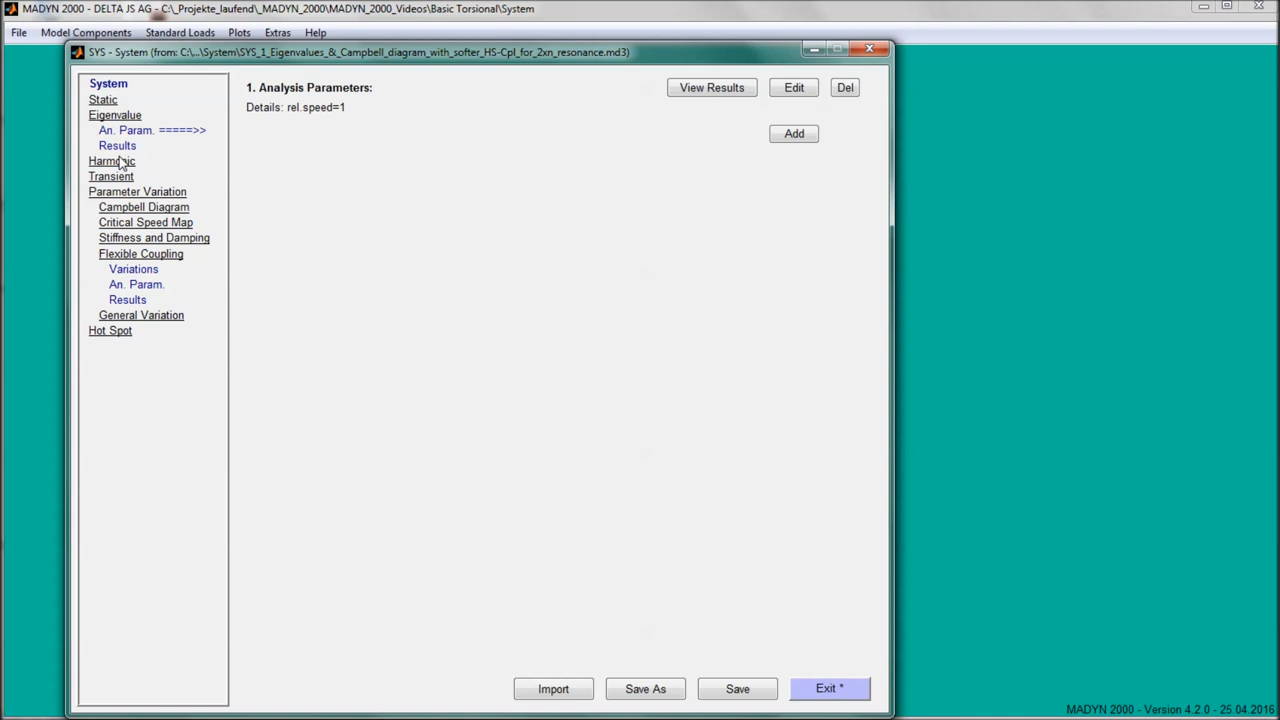 MADYN 2000 - DELTA JS AG - C:\_Projekte_laufend\_MADYN_2000\MADYN_2000_Videos\Basic Torsional\System
File Model Components Standard Loads Plots Extras Help
SYS - System (from: C:\...\System\SYS_1_Eigenvalues_&_Campbell_diagram_with_softer_HS-Cpl_for_2xn_resonance.md3)
System
Static
Eigenvalue
An. Param. =====>>
Results
Harmonic
Transient
Parameter Variation
Campbell Diagram
Critical Speed Map
Stiffness and Damping
Flexible Coupling
Variations
An. Param.
Results
General Variation
Hot Spot
1. Analysis Parameters:
Details: rel.speed=1
View Results Edit Del
Add
Import Save As Save Exit *
MADYN 2000 - Version 4.2.0 - 25.04.2016